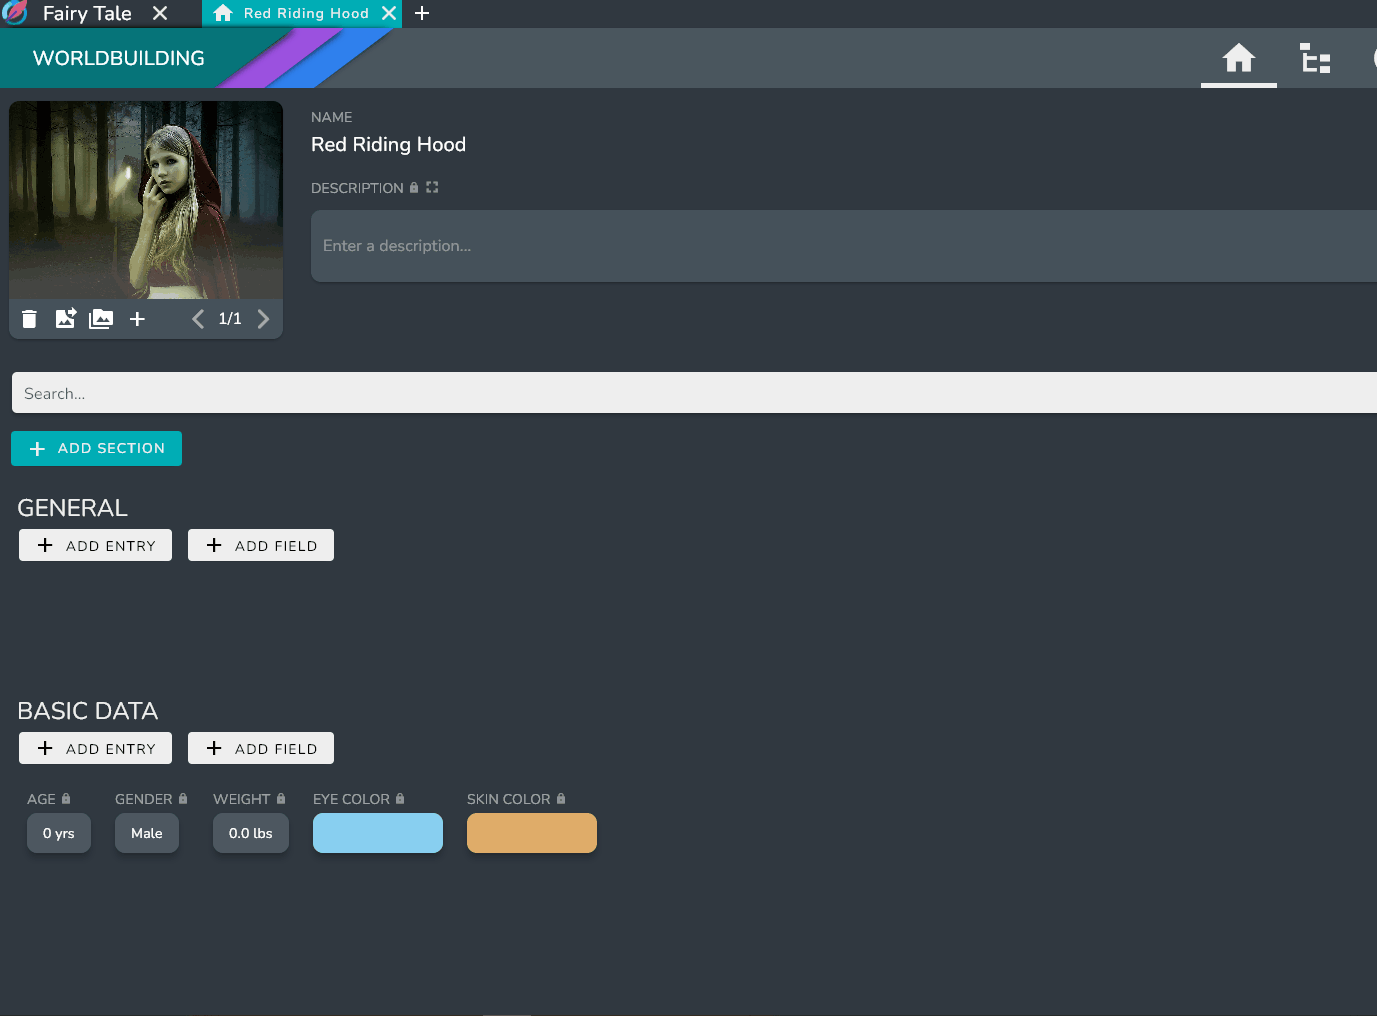 Fairy Tale
Red Riding Hood
WORLDBUILDING
NAME
Red Riding Hood
DESCRIPTION
Enter a description...
1/1
Search...
ADD SECTION
GENERAL
ADD ENTRY ADD FIELD
BASIC DATA
ADD ENTRY ADD FIELD
AGE GENDER WEIGHT EYE COLOR SKIN COLOR
0 yrs Male 0.0 lbs